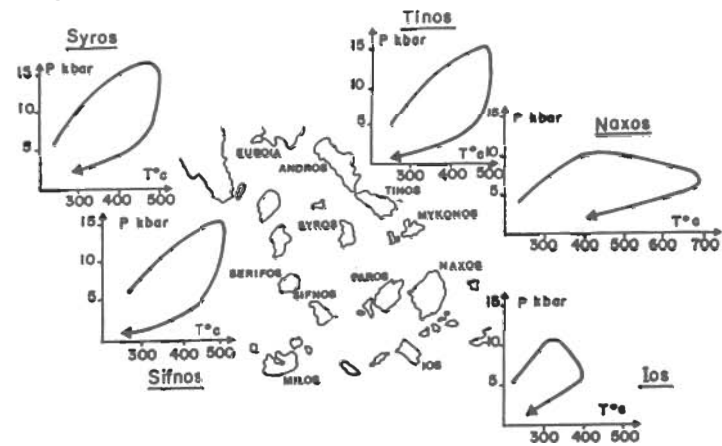 Syros
P kbar
15
10
5
T°c
300 400 500
Tinos
P kbar
15
10
5
T°c
300 400 500
Naxos
P kbar
10
5
T°c
200 300 400 500 600 700
EUBOIA
ANDROS
TINOS
SYROS
MYKONOS
SERIFOS
SIFNOS
PAROS
NAXOS
MILOS
IOS
P kbar
15
10
5
T°c
300 400 500
Sifnos
P kbar
10
5
T°c
200 300 400 500
Ios